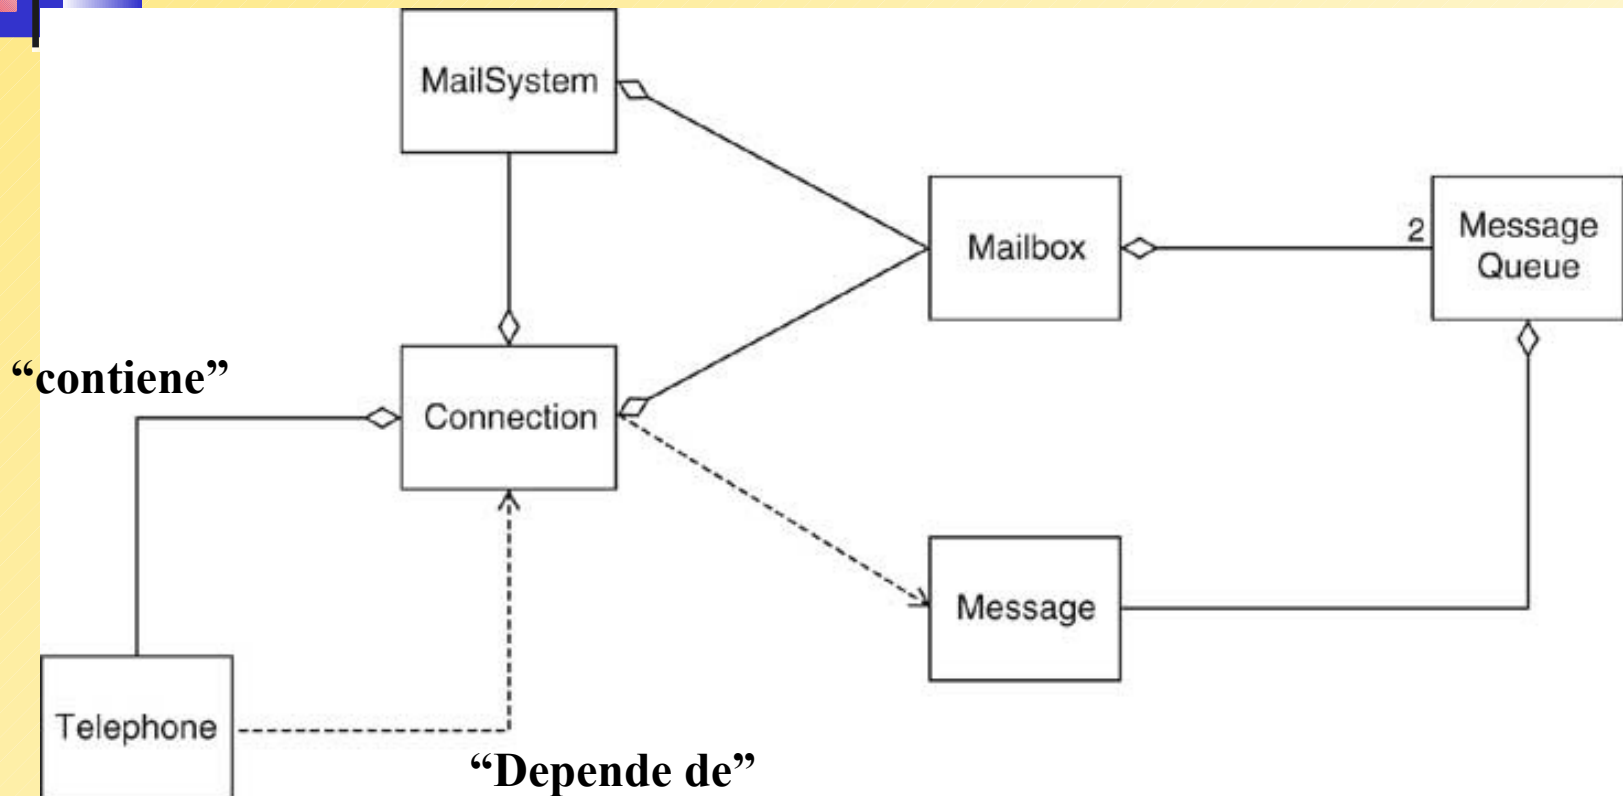 MailSystem
Mailbox
2
Message
Queue
“contiene”
Connection
Message
Telephone
“Depende de”